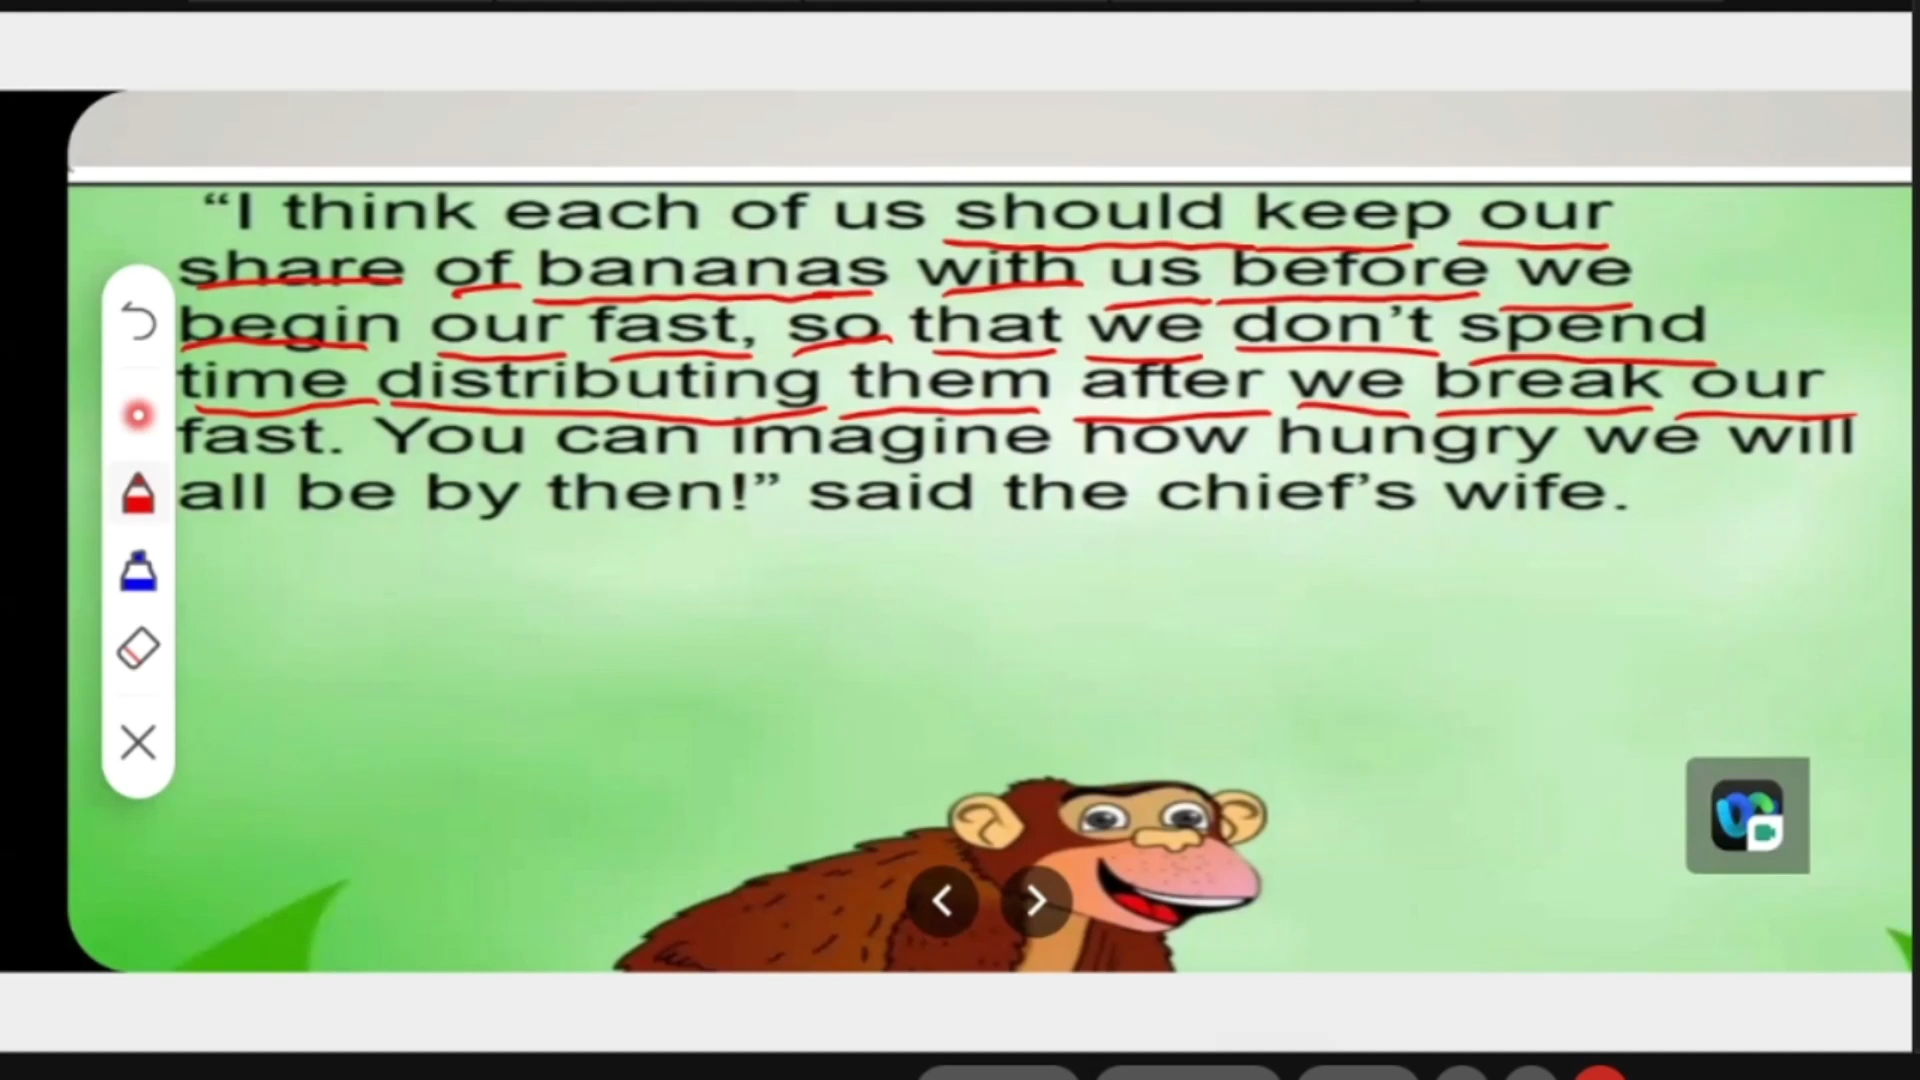 “I think each of us should keep our
share of bananas with us before we
begin our fast, so that we don’t spend
time distributing them after we break our
fast. You can imagine how hungry we will
all be by then!” said the chief’s wife.